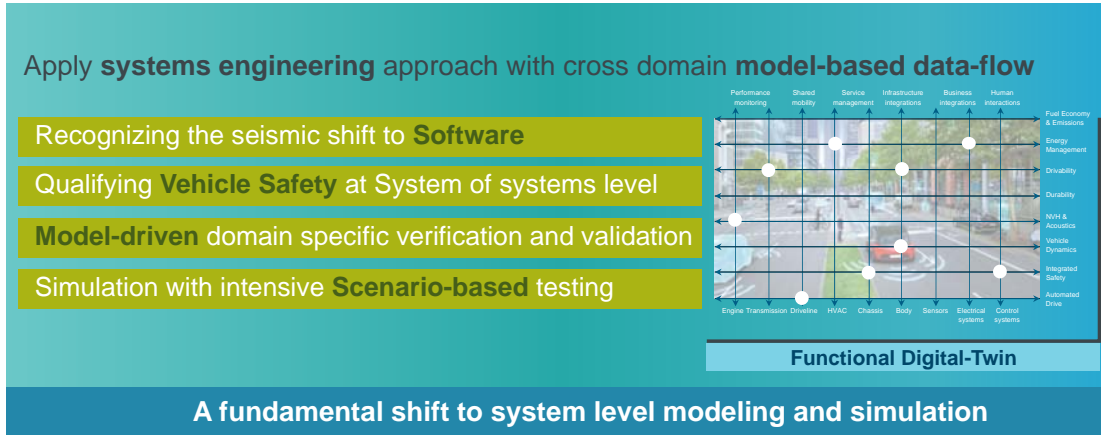 Apply systems engineering approach with cross domain model-based data-flow
Recognizing the seismic shift to Software
Qualifying Vehicle Safety at System of systems level
Model-driven domain specific verification and validation
Simulation with intensive Scenario-based testing
Performance monitoring
Shared mobility
Service management
Infrastructure integrations
Business integrations
Human interactions
Fuel Economy & Emissions
Energy Management
Drivability
Durability
NVH & Acoustics
Vehicle Dynamics
Integrated Safety
Automated Drive
Engine Transmission Driveline HVAC Chassis Body Sensors Electrical systems Control systems
Functional Digital-Twin
A fundamental shift to system level modeling and simulation